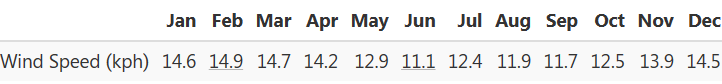 Jan Feb Mar Apr May Jun Jul Aug Sep Oct Nov Dec
Wind Speed (kph) 14.6 14.9 14.7 14.2 12.9 11.1 12.4 11.9 11.7 12.5 13.9 14.5